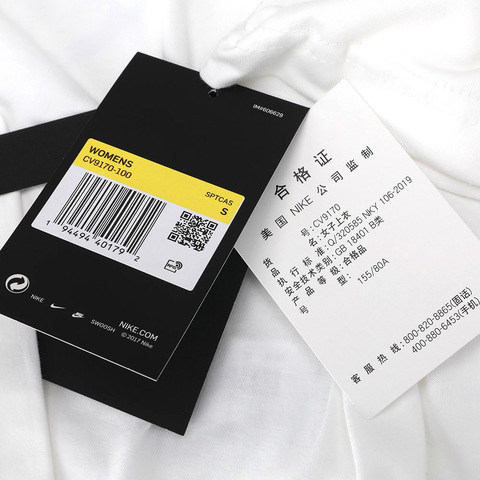 IM#606629
WOMENS
CV9170-100
SPTCAS
S
1 94494 40179 2
NIKE
SWOOSH
NIKE.COM
© 2017 Nike
合格证
美国 NIKE 公司监制
货号: CV9170
品名: 女子上衣
执行标准: Q/320585 NKY 106-2019
安全技术类别: GB 18401 B类
产品等级: 合格品
号型: 155/80A
客服热线: 800-820-8865(固话)
400-880-6453(手机)